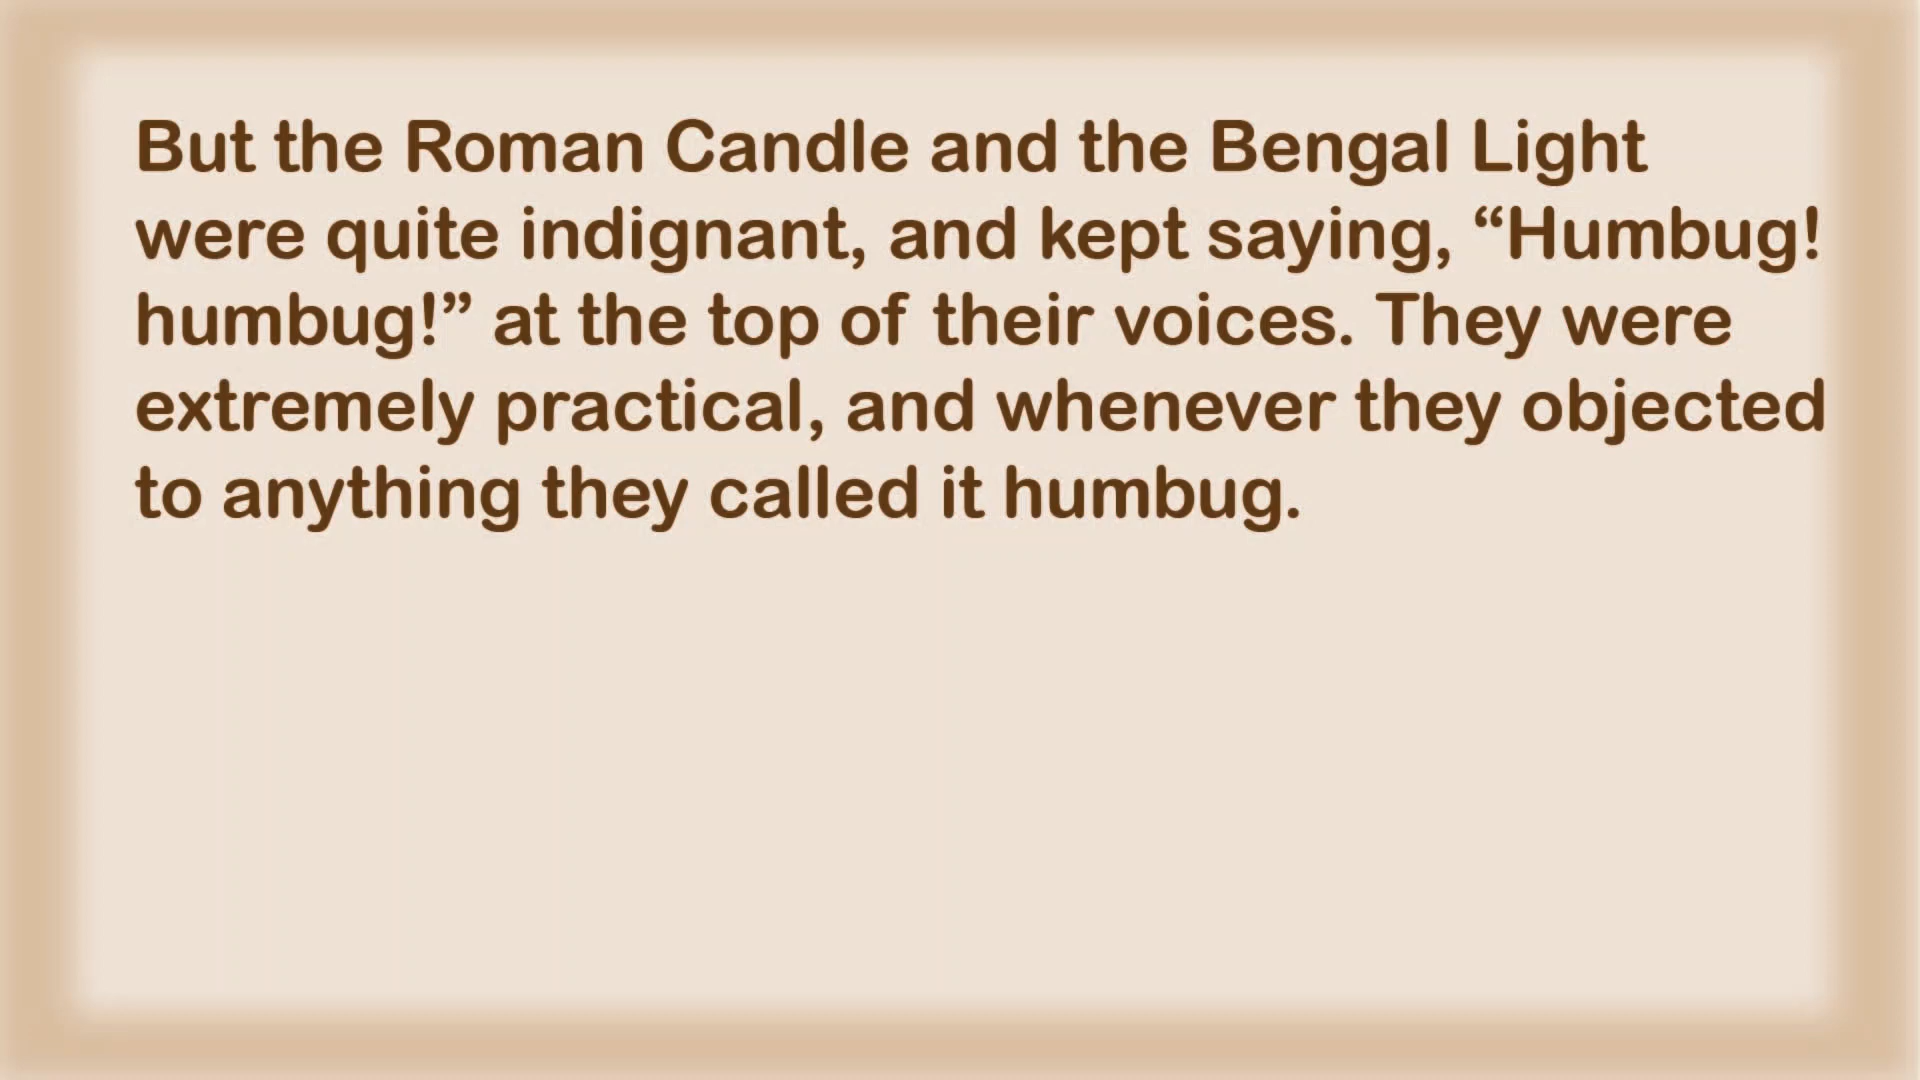 But the Roman Candle and the Bengal Light
were quite indignant, and kept saying, “Humbug!
humbug!” at the top of their voices. They were
extremely practical, and whenever they objected
to anything they called it humbug.